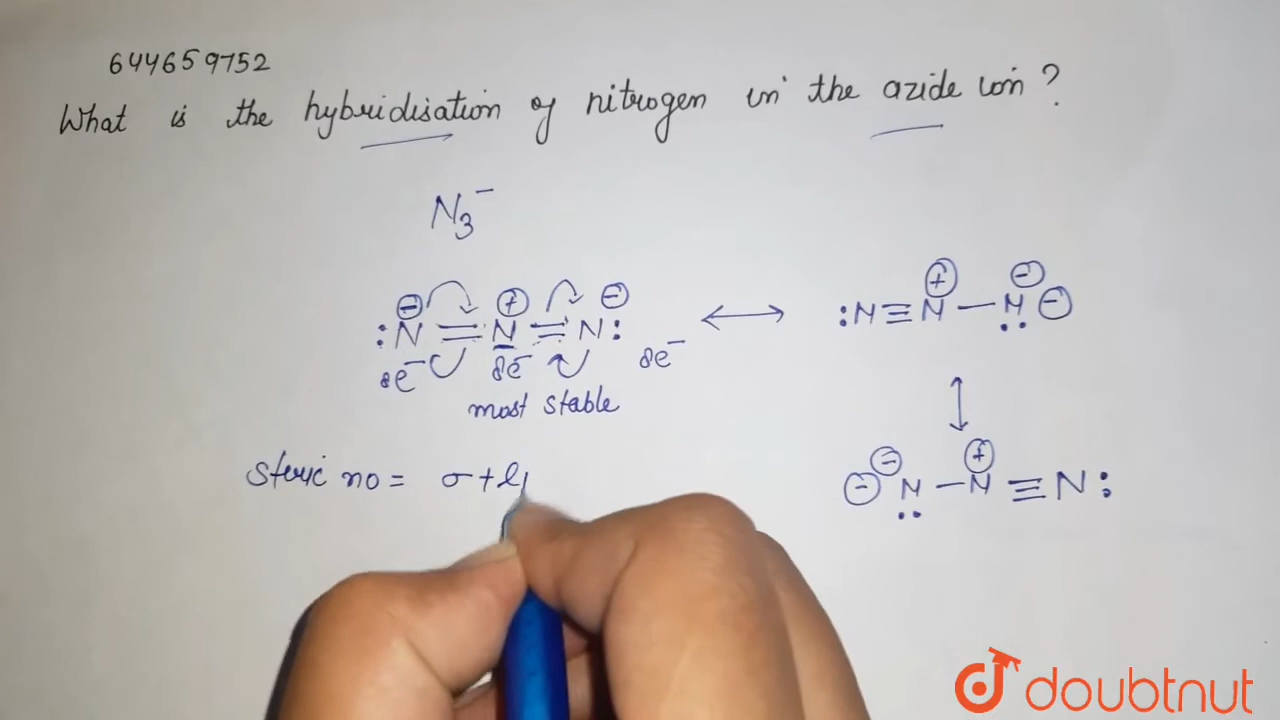 644659752
What is the hybridisation of nitrogen in the azide ion ?
N₃⁻
:N⊖ = N⊕ = N⊖: ⟷ :N ≡ N⊕ – N̤⊖ ⊖
8e⁻ 8e⁻ 8e⁻
most stable
↕
Steric no = σ + l
⊖ N̤⊖ – N⊕ ≡ N:
doubtnut